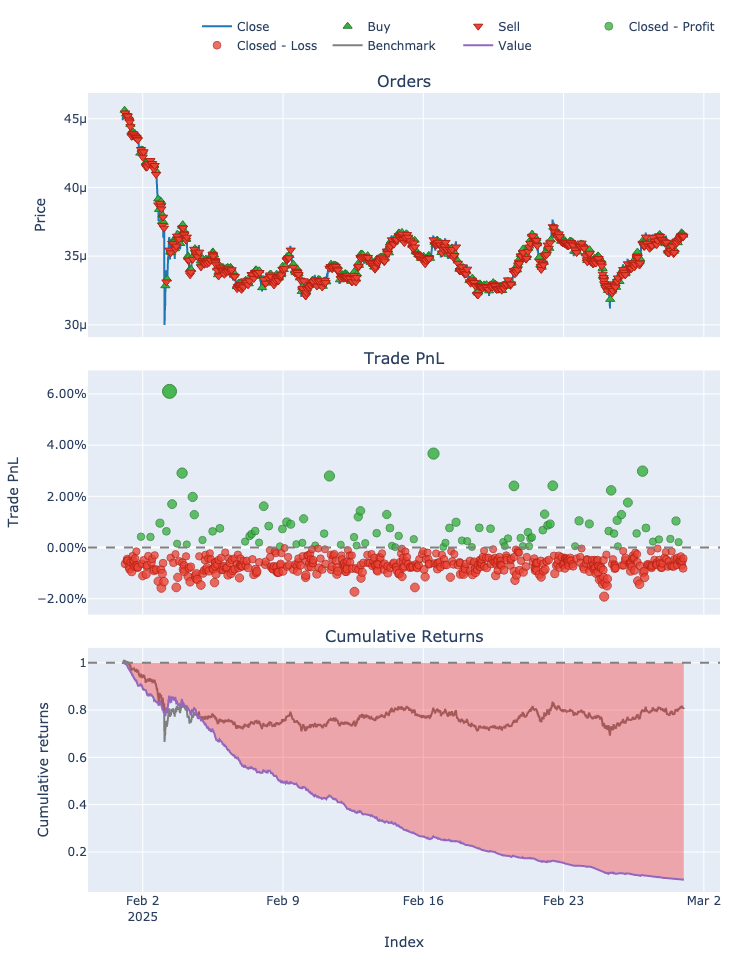 Close Buy Sell Closed - Profit
Closed - Loss Benchmark Value
Orders
45μ
40μ
35μ
30μ
Price
Trade PnL
6.00%
4.00%
2.00%
0.00%
−2.00%
Trade PnL
Cumulative Returns
1
0.8
0.6
0.4
0.2
Cumulative returns
Feb 2 Feb 9 Feb 16 Feb 23 Mar 2
2025
Index